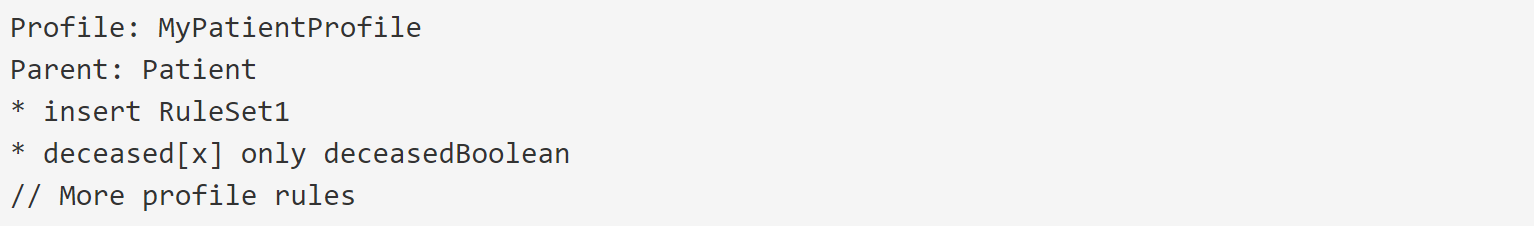 Profile: MyPatientProfile
Parent: Patient
* insert RuleSet1
* deceased[x] only deceasedBoolean
// More profile rules